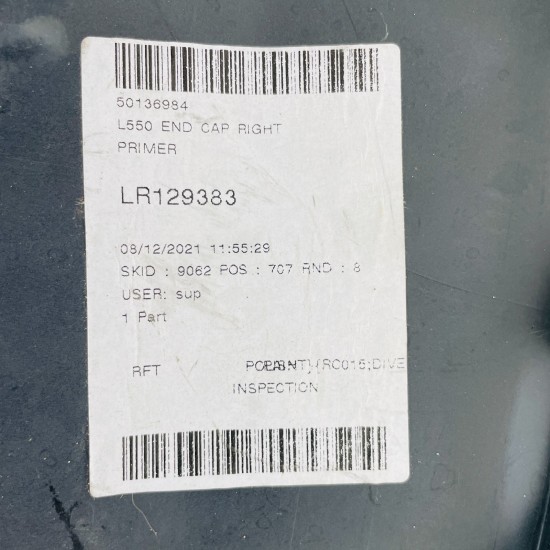 50136984
L550 END CAP RIGHT
PRIMER
LR129383
08/12/2021 11:55:29
SKID : 9062 POS : 707 RND : 8
USER: sup
1 Part
RFT
INSPECTION